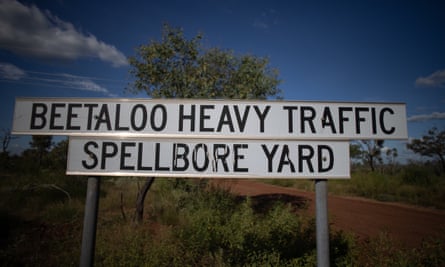 BEETALOO HEAVY TRAFFIC
SPELLBORE YARD